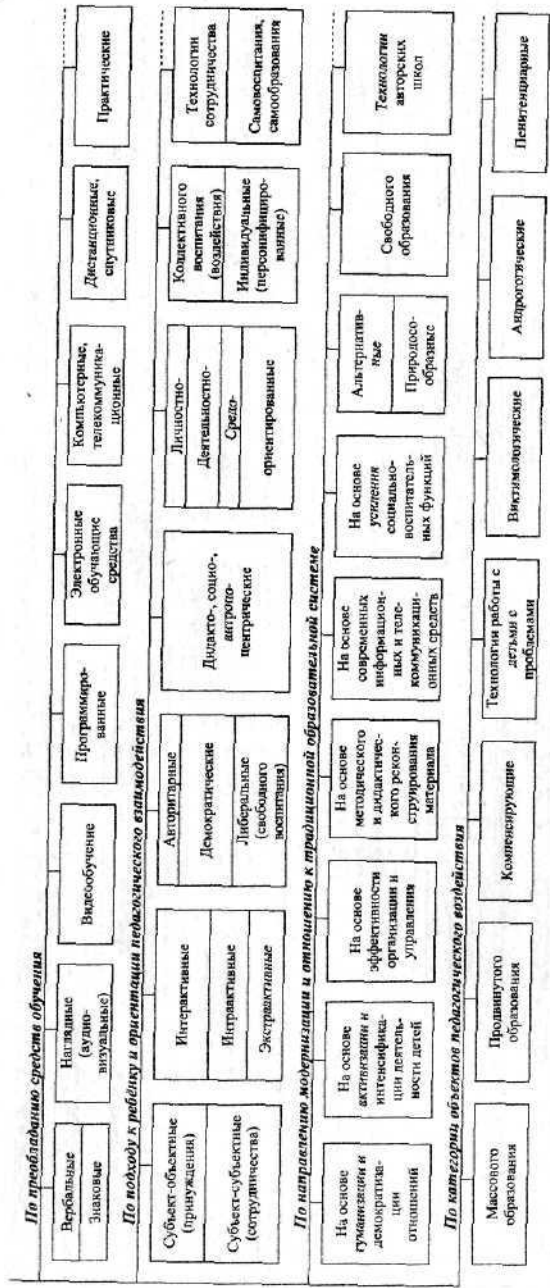 По преобладанию средств обучения
Вербальные
Знаковые
Наглядные
(аудио-
визуальные)
Видеообучение
Программиро-
ванные
Электронные
обучающие
средства
Компьютерные,
телекоммуника-
ционные
Дистанционные,
спутниковые
Практические
По подходу к ребёнку и ориентации педагогического взаимодействия
Субъект-объектные
(принуждения)
Субъект-субъектные
(сотрудничества)
Интерактивные
Интраактивные
Экстраактивные
Авторитарные
Демократические
Либеральные
(свободного
воспитания)
Дидакто-, социо-,
антропо-
центрические
Личностно-
Деятельностно-
Средо-
ориентированные
Коллективного
воспитания
(воздействия)
Индивидуальные
(персонифициро-
ванные)
Технологии
сотрудничества
Самовоспитания,
самообразования
По направлению модернизации и отношению к традиционной образовательной системе
На основе
гуманизации и
демократиза-
ции
отношений
На основе
активизации и
интенсифика-
ции деятель-
ности детей
На основе
эффективности
организации и
управления
На основе
методического
и дидактичес-
кого рекон-
струирования
материала
На основе
современных
информацион-
ных и теле-
коммуникаци-
онных средств
На основе
усиления
социально-
воспитатель-
ных функций
Альтернатив-
ные
Природосо-
образные
Свободного
образования
Технологии
авторских
школ
По категории объектов педагогического воздействия
Массового
образования
Продвинутого
образования
Компенсирующие
Технологии работы с
детьми с
проблемами
Виктимологические
Андрогогические
Пенитенциарные